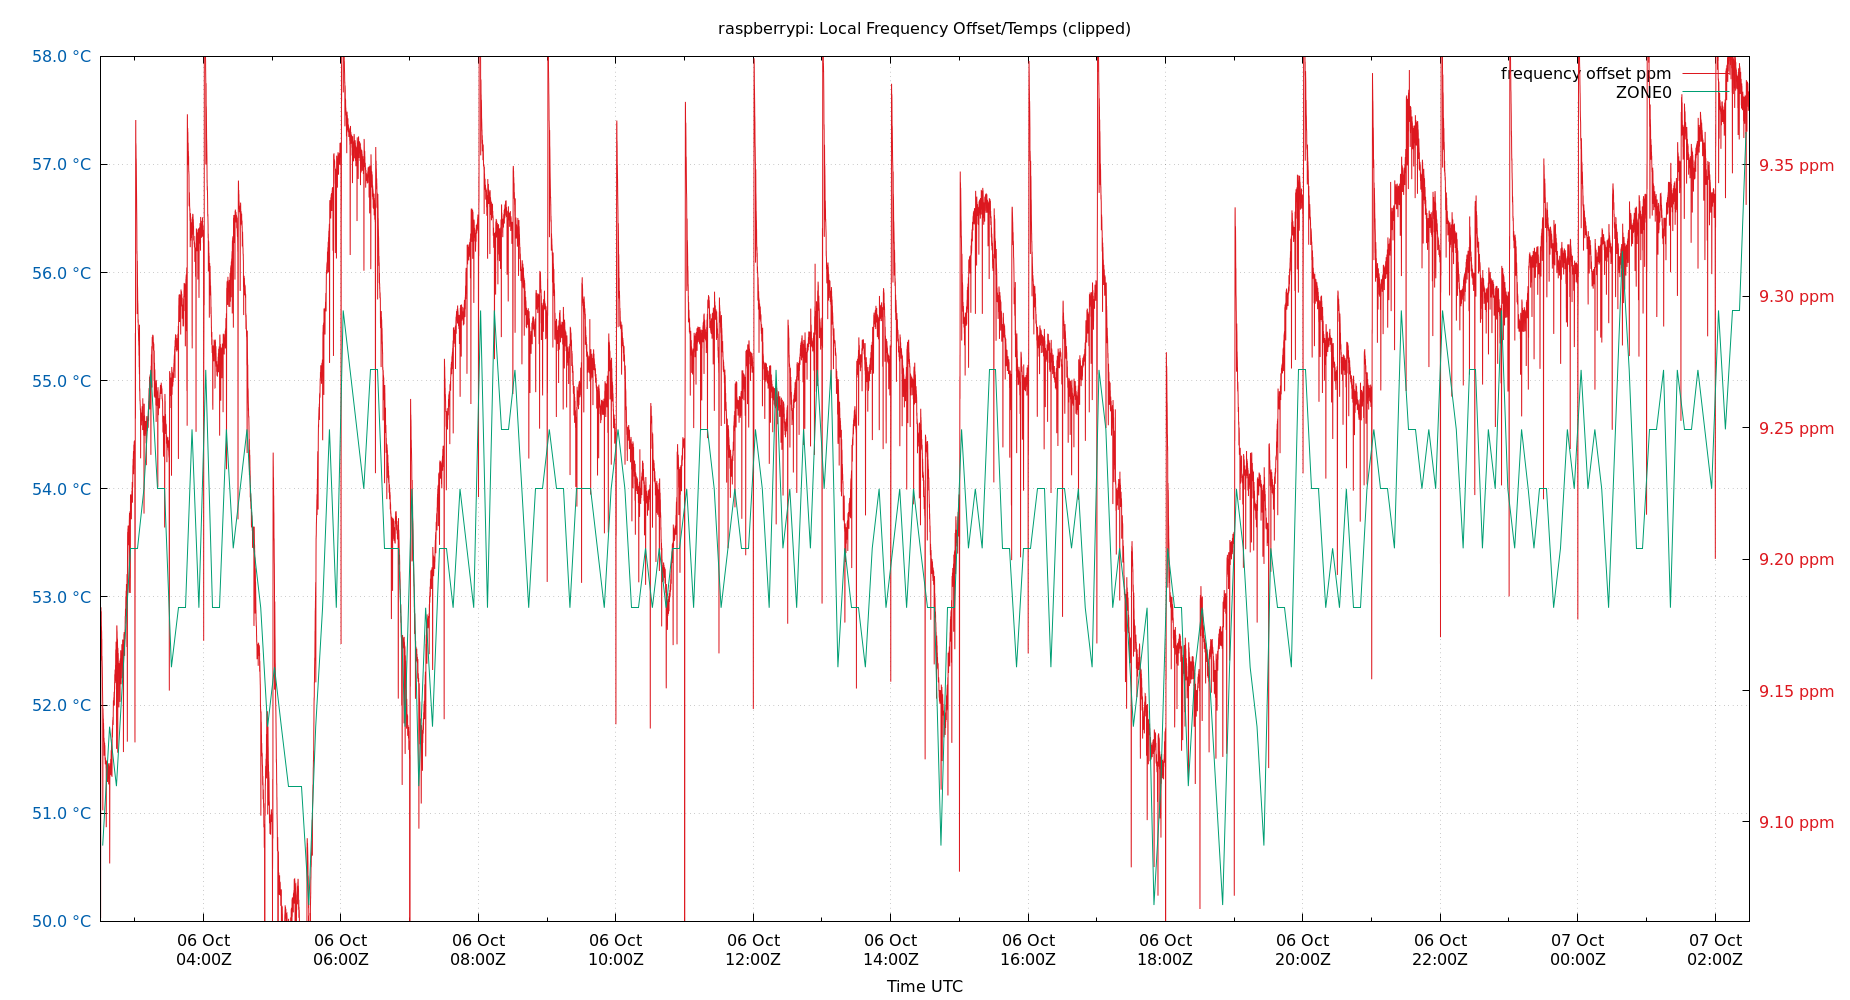 raspberrypi: Local Frequency Offset/Temps (clipped)
58.0 °C
57.0 °C
56.0 °C
55.0 °C
54.0 °C
53.0 °C
52.0 °C
51.0 °C
50.0 °C
frequency offset ppm
ZONE0
9.35 ppm
9.30 ppm
9.25 ppm
9.20 ppm
9.15 ppm
9.10 ppm
06 Oct 06 Oct 06 Oct 06 Oct 06 Oct 06 Oct 06 Oct 06 Oct 06 Oct 06 Oct 07 Oct 07 Oct
04:00Z 06:00Z 08:00Z 10:00Z 12:00Z 14:00Z 16:00Z 18:00Z 20:00Z 22:00Z 00:00Z 02:00Z
Time UTC